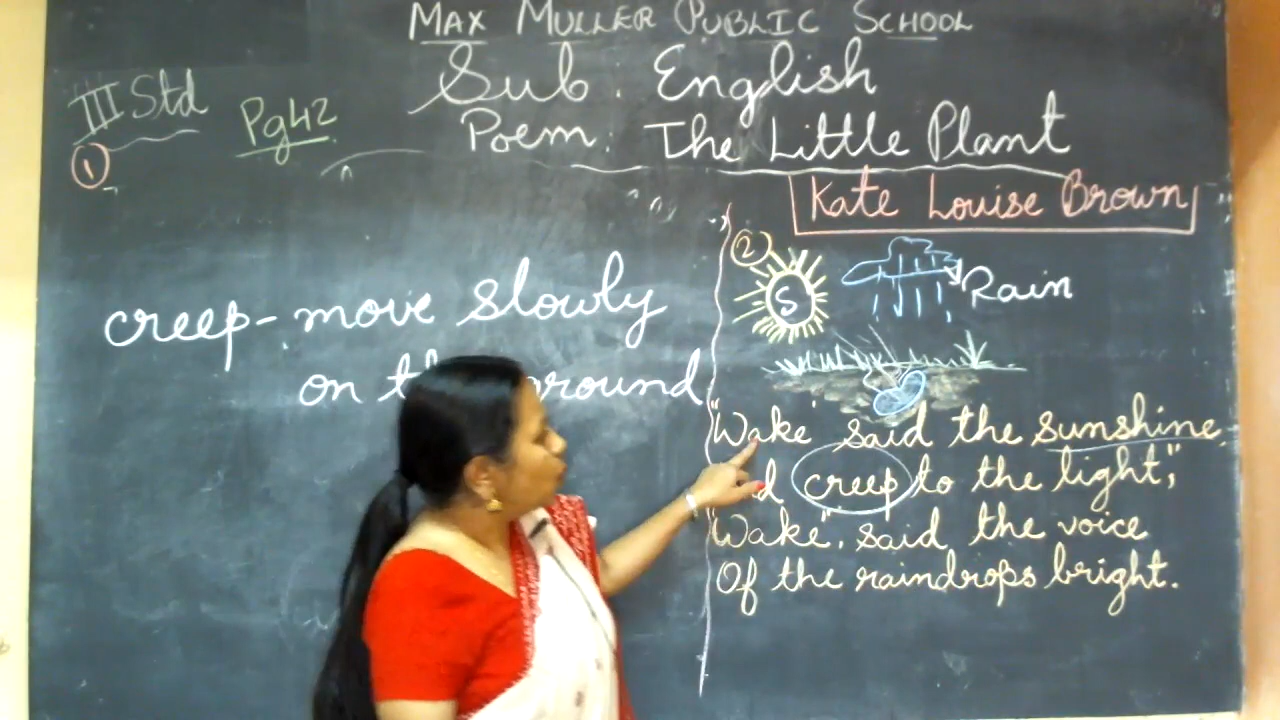 MAX MULLER PUBLIC SCHOOL
Sub. English
III Std
Pg42
Poem. The Little Plant
1
Kate Louise Brown
creep - move slowly
on ground
2
S
Rain
"Wake" said the sunshine,
creep to the light,"
"Wake", said the voice
Of the raindrops bright.